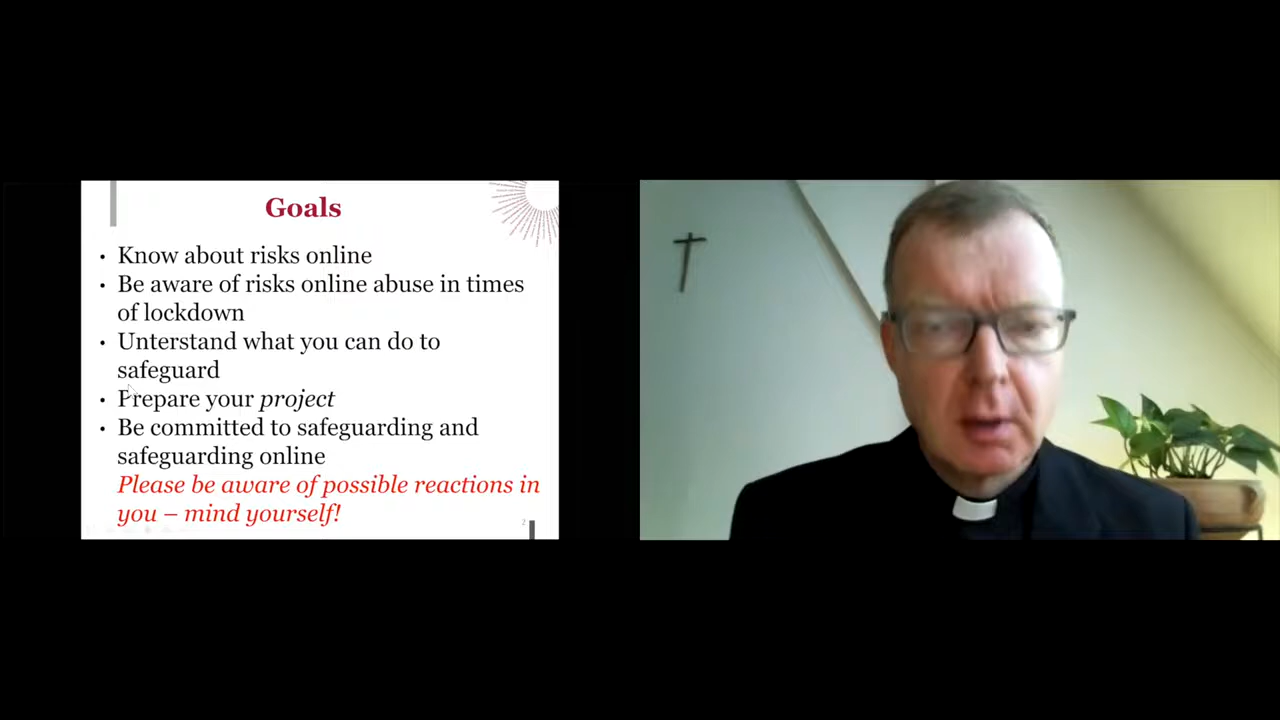 Goals
• Know about risks online
• Be aware of risks online abuse in times
of lockdown
• Unterstand what you can do to
safeguard
• Prepare your project
• Be committed to safeguarding and
safeguarding online
Please be aware of possible reactions in
you – mind yourself!
2